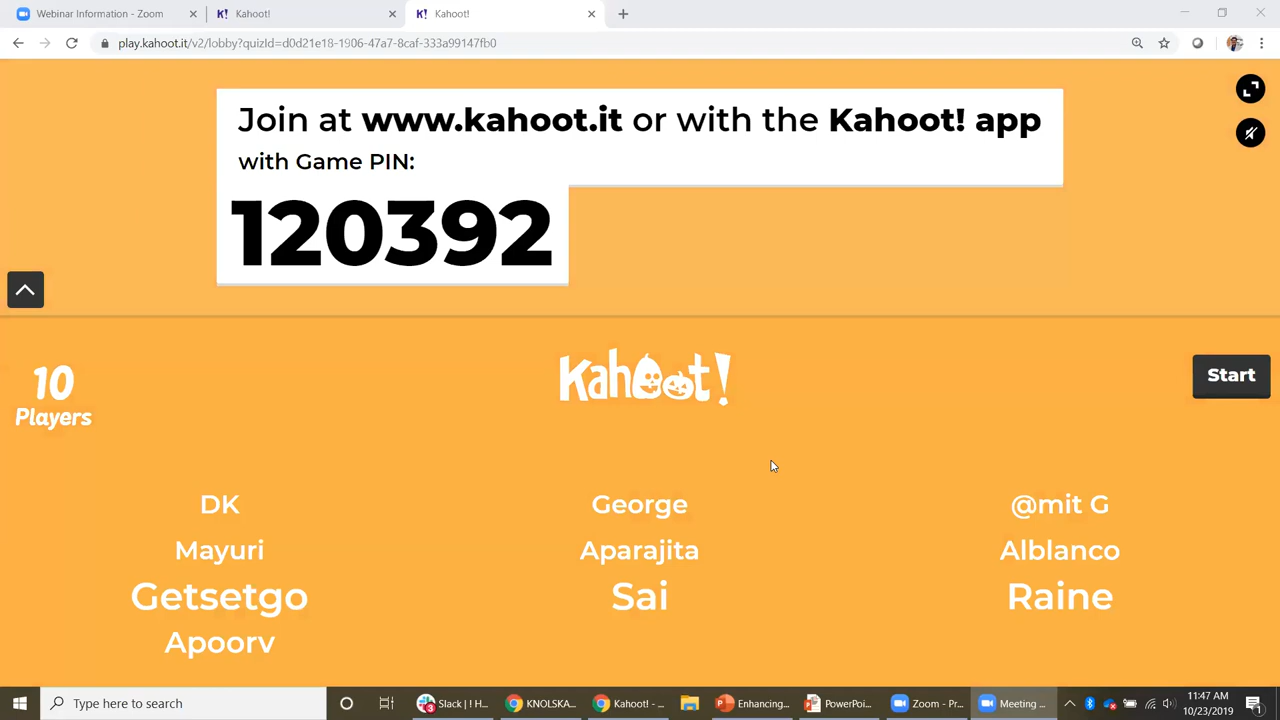 Webinar Information - Zoom
Kahoot!
Kahoot!
play.kahoot.it/v2/lobby?quizId=d0d21e18-1906-47a7-8caf-333a99147fb0
Join at www.kahoot.it or with the Kahoot! app
with Game PIN:
120392
10
Players
Kahoot!
Start
DK
George
@mit G
Mayuri
Aparajita
Alblanco
Getsetgo
Sai
Raine
Apoorv
Type here to search
Slack | ! H...
KNOLSKA...
Kahoot! - ...
Enhancing...
PowerPoi...
Zoom - Pr...
Meeting ...
11:47 AM
10/23/2019
3
1